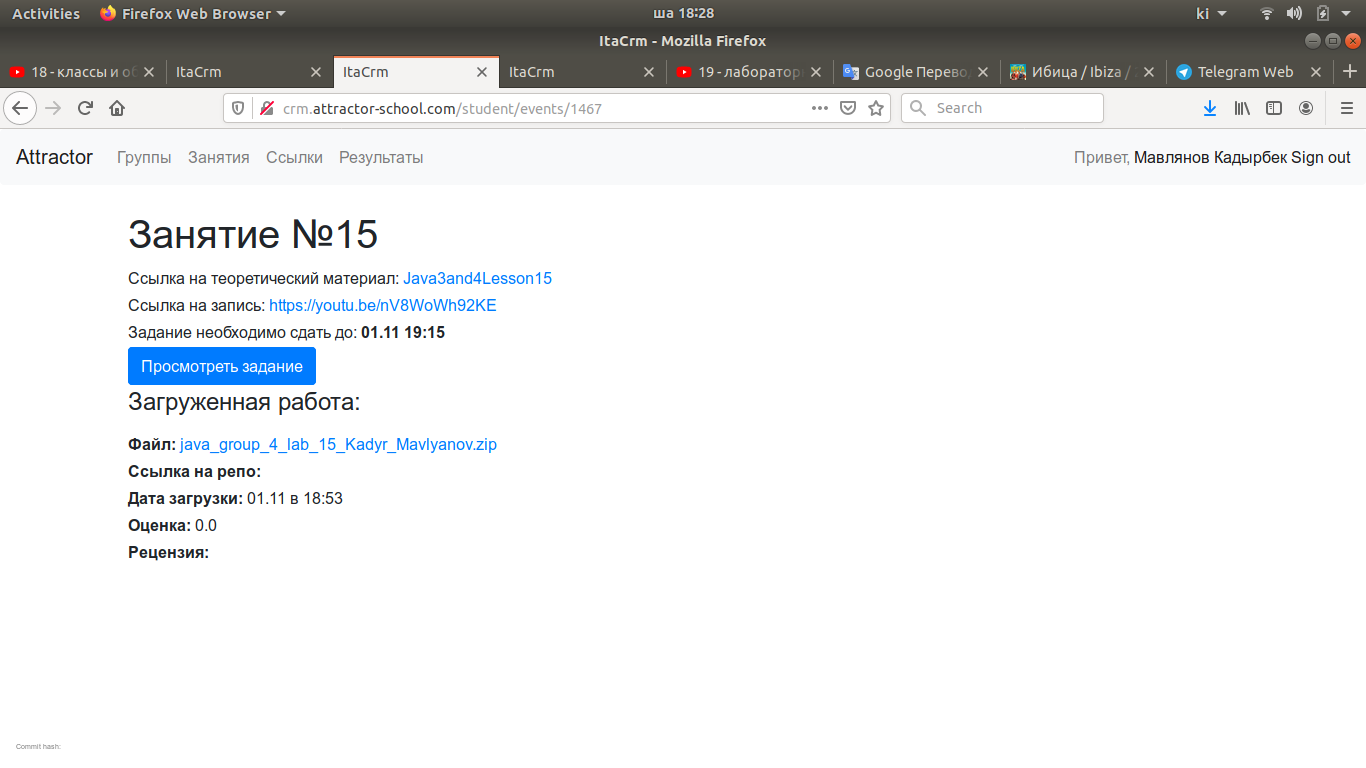 Activities Firefox Web Browser ша 18:28 ki
ItaCrm - Mozilla Firefox
18 - классы и об ItaCrm ItaCrm ItaCrm 19 - лаборатор Google Перево Ибица / Ibiza / Telegram Web
crm.attractor-school.com/student/events/1467 Search
Attractor Группы Занятия Ссылки Результаты Привет, Мавлянов Кадырбек Sign out
Занятие №15
Ссылка на теоретический материал: Java3and4Lesson15
Ссылка на запись: https://youtu.be/nV8WoWh92KE
Задание необходимо сдать до: 01.11 19:15
Просмотреть задание
Загруженная работа:
Файл: java_group_4_lab_15_Kadyr_Mavlyanov.zip
Ссылка на репо:
Дата загрузки: 01.11 в 18:53
Оценка: 0.0
Рецензия:
Commit hash: